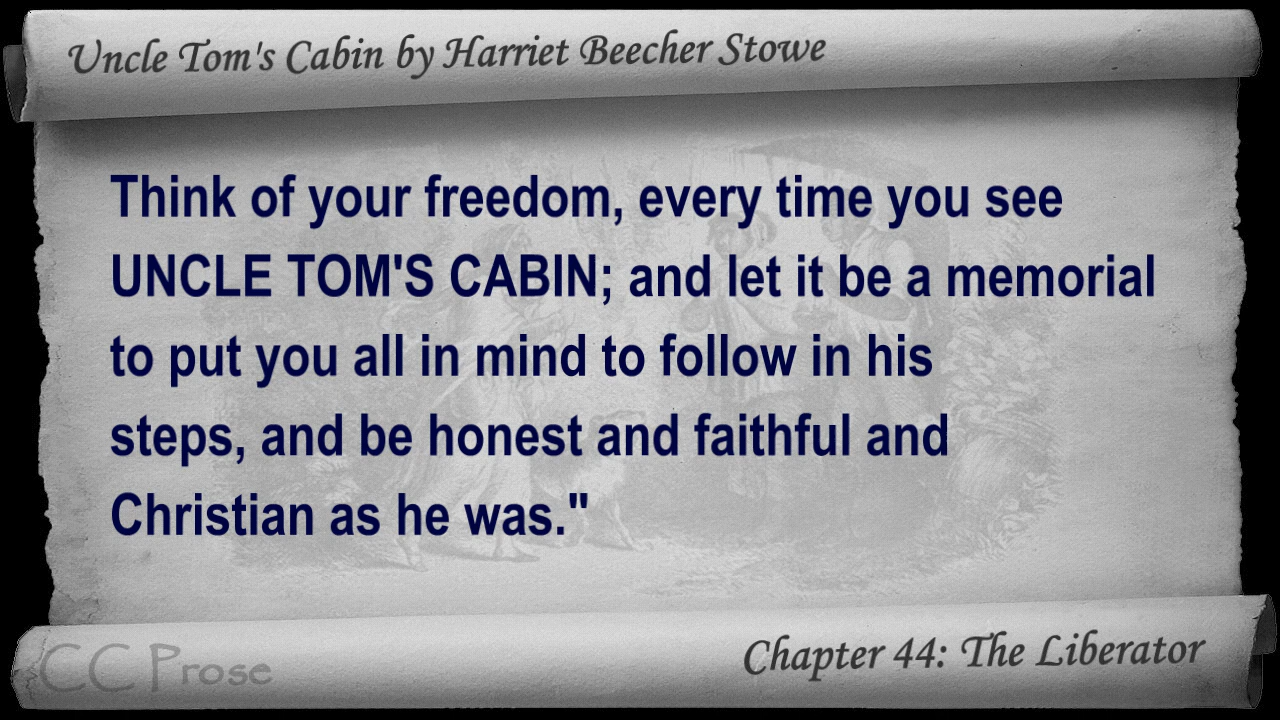 Uncle Tom's Cabin by Harriet Beecher Stowe
Think of your freedom, every time you see
UNCLE TOM'S CABIN; and let it be a memorial
to put you all in mind to follow in his
steps, and be honest and faithful and
Christian as he was."
CC Prose
Chapter 44: The Liberator